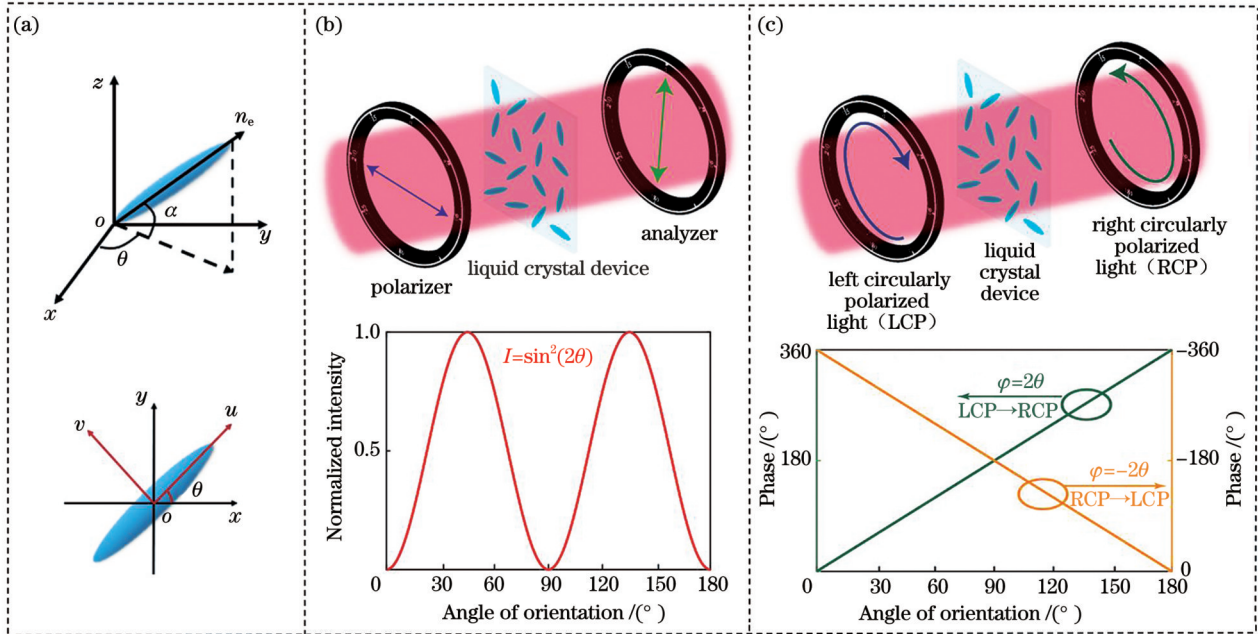 (a)
z
n_e
o
α
y
θ
x
y
v
u
θ
o
x
(b)
analyzer
liquid crystal device
polarizer
1.0
I=sin²(2θ)
0.5
Normalized intensity
0
30
60
90
120
150
180
Angle of orientation /(°)
(c)
right circularly
polarized
light（RCP）
liquid
crystal
device
left circularly
polarized
light（LCP）
360
-360
φ=2θ
LCP→RCP
180
-180
φ=-2θ
RCP→LCP
Phase /(°)
Phase /(°)
0
0
30
60
90
120
150
180
Angle of orientation /(°)